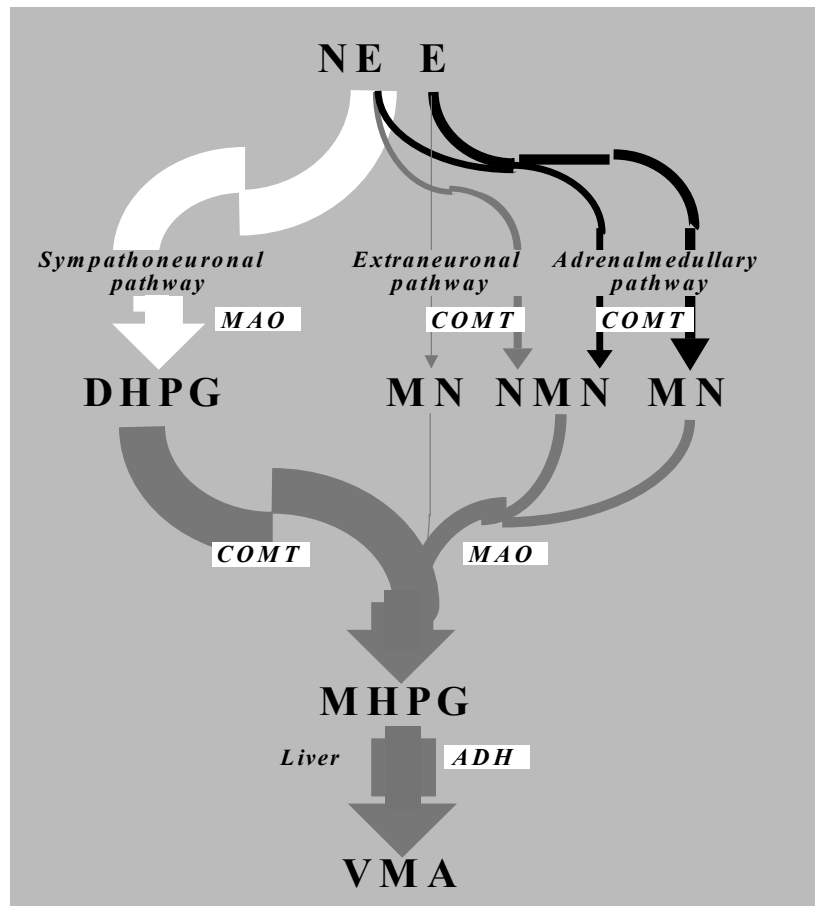 NE E
Sympathoneuronal
pathway
Extraneuronal
pathway
Adrenalmedullary
pathway
MAO
COMT
COMT
DHPG
MN
NMN
MN
COMT
MAO
MHPG
Liver
ADH
VMA